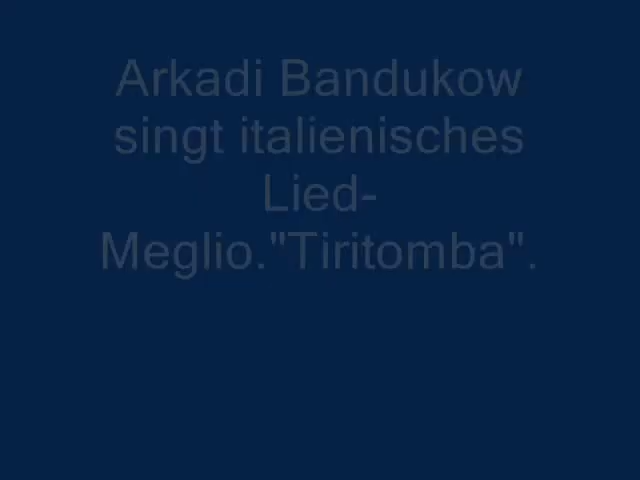 Arkadi Bandukow
singt italienisches
Lied-
Meglio."Tiritomba".